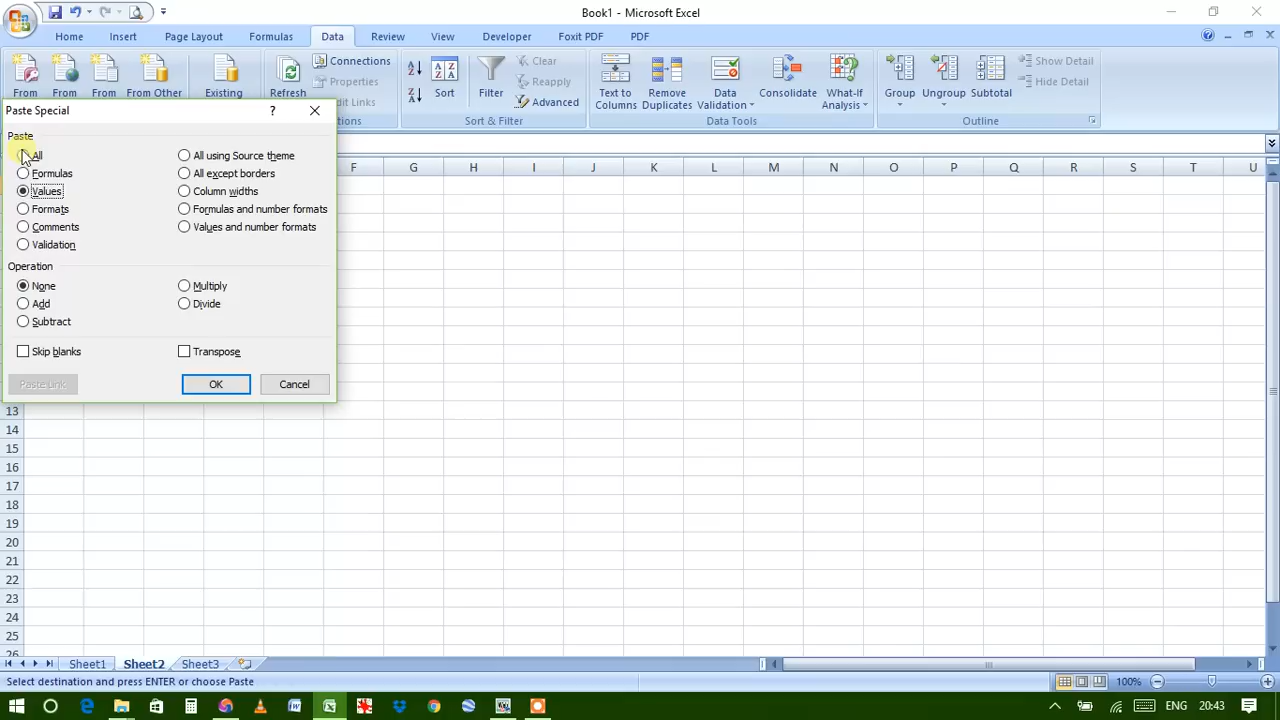 Book1 - Microsoft Excel
Home Insert Page Layout Formulas Data Review View Developer Foxit PDF PDF
Connections
Properties
Edit Links
Clear
Reapply
Advanced
Show Detail
Hide Detail
From From From From Other Existing Refresh Sort Filter Text to Remove Data Consolidate What-If Group Ungroup Subtotal
Columns Duplicates Validation Analysis
Sort & Filter Data Tools Outline
Paste Special ?
Paste
All All using Source theme
Formulas All except borders
Values Column widths
Formats Formulas and number formats
Comments Values and number formats
Validation
Operation
None Multiply
Add Divide
Subtract
Skip blanks Transpose
Paste Link OK Cancel
F G H I J K L M N O P Q R S T U
13
14
15
16
17
18
19
20
21
22
23
24
25
26
Sheet1 Sheet2 Sheet3
Select destination and press ENTER or choose Paste 100%
ENG 20:43